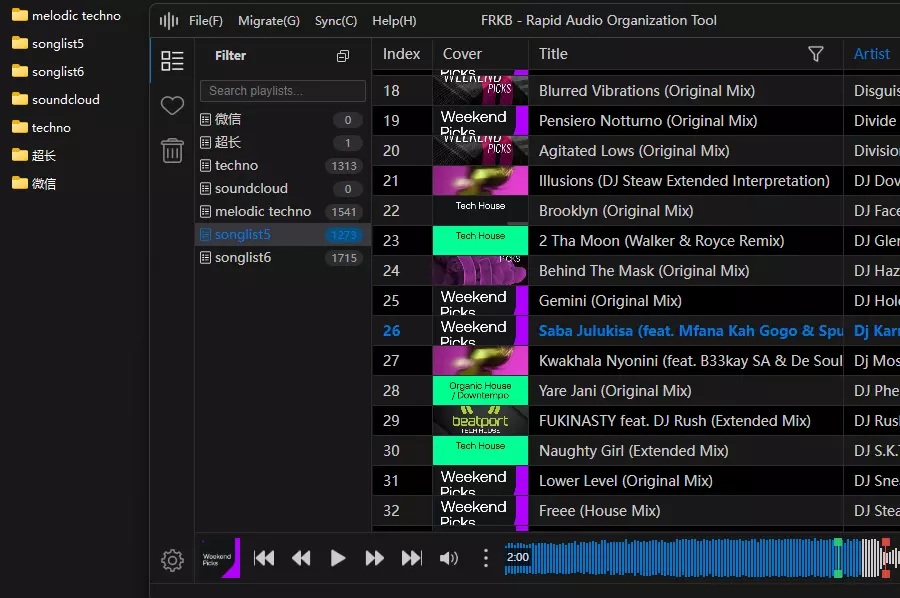 melodic techno
songlist5
songlist6
soundcloud
techno
超长
微信
File(F) Migrate(G) Sync(C) Help(H) FRKB - Rapid Audio Organization Tool
Filter
Search playlists...
微信 0
超长 1
techno 1313
soundcloud 0
melodic techno 1541
songlist5 1273
songlist6 1715
Index Cover Title Artist
18 WEEKEND PICKS Blurred Vibrations (Original Mix) Disguis
19 Weekend Picks Pensiero Notturno (Original Mix) Divide
20 WEEKEND PICKS Agitated Lows (Original Mix) Division
21 Illusions (DJ Steaw Extended Interpretation) DJ Dov
22 Tech House Brooklyn (Original Mix) DJ Face
23 Tech House 2 Tha Moon (Walker & Royce Remix) DJ Gler
24 PICKS Behind The Mask (Original Mix) DJ Haz
25 Weekend Picks Gemini (Original Mix) DJ Hol
26 Weekend Picks Saba Julukisa (feat. Mfana Kah Gogo & Spu Dj Karr
27 Kwakhala Nyonini (feat. B33kay SA & De Soul Dj Mos
28 Organic House / Downtempo Yare Jani (Original Mix) DJ Phe
29 beatport TECH HOUSE FUKINASTY feat. DJ Rush (Extended Mix) DJ Rus
30 Tech House Naughty Girl (Extended Mix) DJ S.K.T
31 Weekend Picks Lower Level (Original Mix) DJ Snea
32 Weekend Picks Freee (House Mix) DJ Stea
Weekend
Picks
2:00